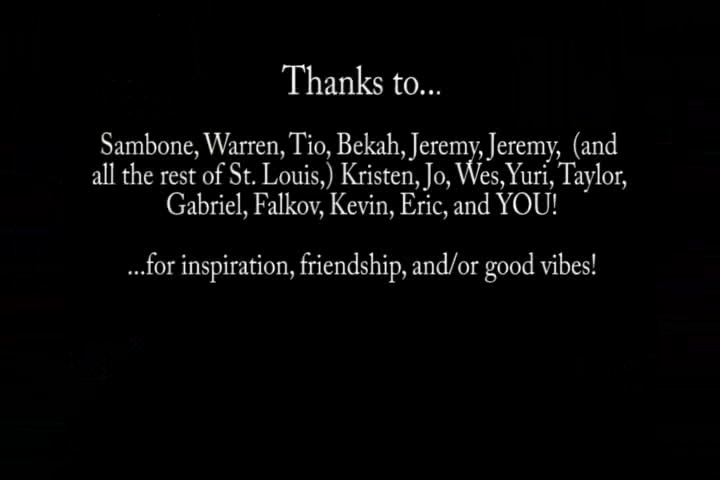 Thanks to...
Sambone, Warren, Tio, Bekah, Jeremy, Jeremy, (and
all the rest of St. Louis,) Kristen, Jo, Wes,Yuri, Taylor,
Gabriel, Falkov, Kevin, Eric, and YOU!
...for inspiration, friendship, and/or good vibes!